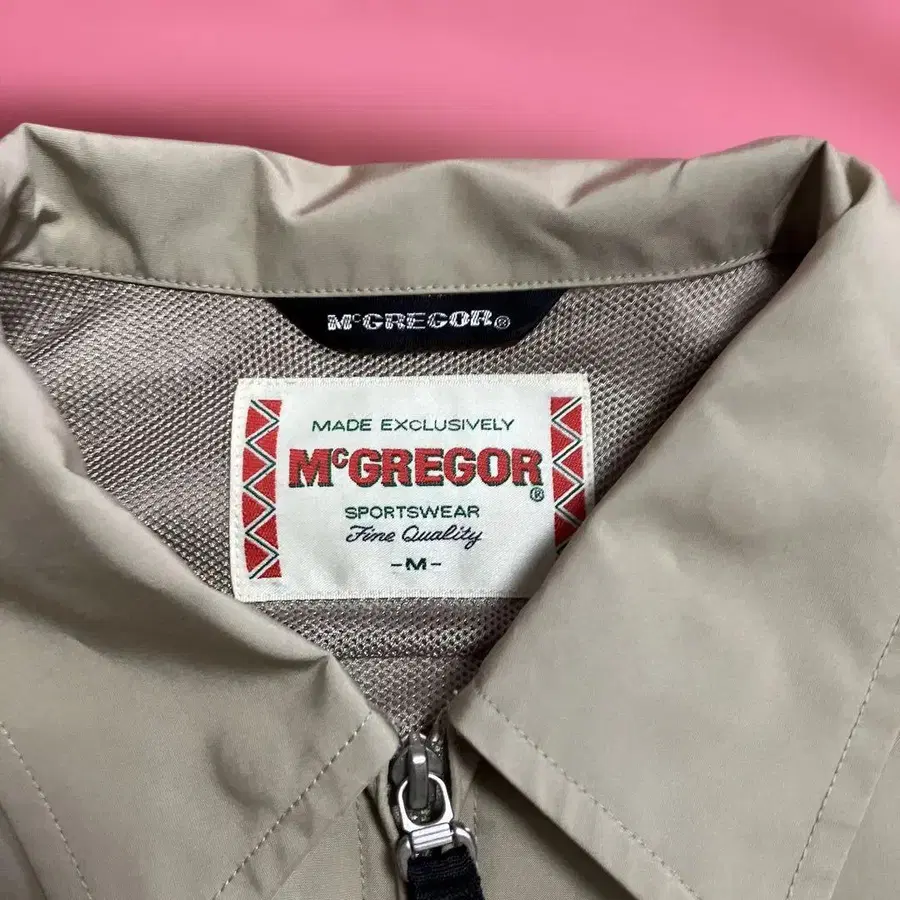 McGREGOR®
MADE EXCLUSIVELY
McGREGOR®
SPORTSWEAR
Fine Quality
-M-